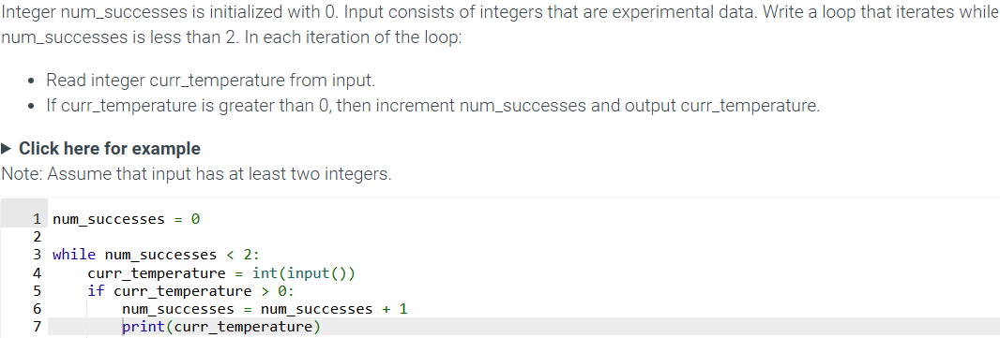 Integer num_successes is initialized with 0. Input consists of integers that are experimental data. Write a loop that iterates while
num_successes is less than 2. In each iteration of the loop:
• Read integer curr_temperature from input.
• If curr_temperature is greater than 0, then increment num_successes and output curr_temperature.
▶ Click here for example
Note: Assume that input has at least two integers.
1 num_successes = 0
2
3 while num_successes < 2:
4     curr_temperature = int(input())
5     if curr_temperature > 0:
6         num_successes = num_successes + 1
7         print(curr_temperature)